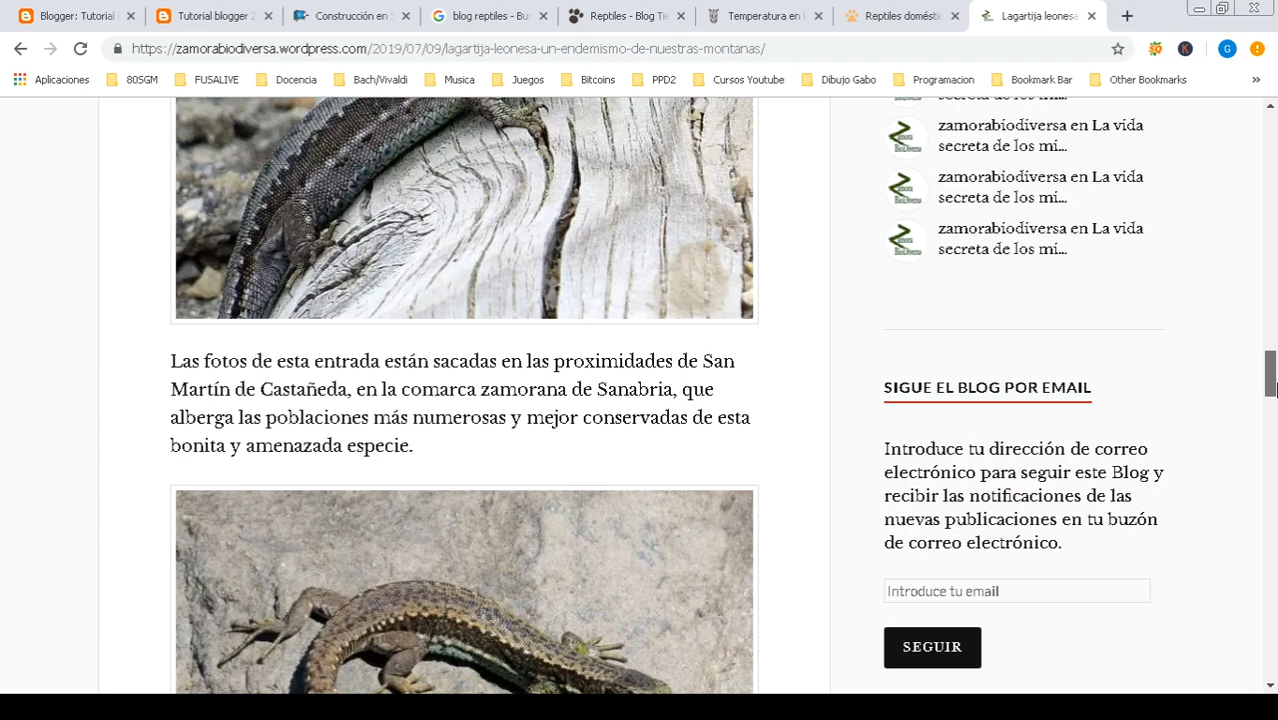 Blogger: Tutorial l
Tutorial blogger 2
Construcción en S
blog reptiles - Bus
Reptiles - Blog Tie
Temperatura en l
Reptiles doméstic
Lagartija leonesa
https://zamorabiodiversa.wordpress.com/2019/07/09/lagartija-leonesa-un-endemismo-de-nuestras-montanas/
G
Aplicaciones
80SGM
FUSALIVE
Docencia
Bach/Vivaldi
Musica
Juegos
Bitcoins
PPD2
Cursos Youtube
Dibujo Gabo
Programacion
Bookmark Bar
Other Bookmarks
secreta de los mi...
zamorabiodiversa en La vida
secreta de los mi...
zamorabiodiversa en La vida
secreta de los mi...
zamorabiodiversa en La vida
secreta de los mi...
Las fotos de esta entrada están sacadas en las proximidades de San
Martín de Castañeda, en la comarca zamorana de Sanabria, que
alberga las poblaciones más numerosas y mejor conservadas de esta
bonita y amenazada especie.
SIGUE EL BLOG POR EMAIL
Introduce tu dirección de correo
electrónico para seguir este Blog y
recibir las notificaciones de las
nuevas publicaciones en tu buzón
de correo electrónico.
Introduce tu email
SEGUIR